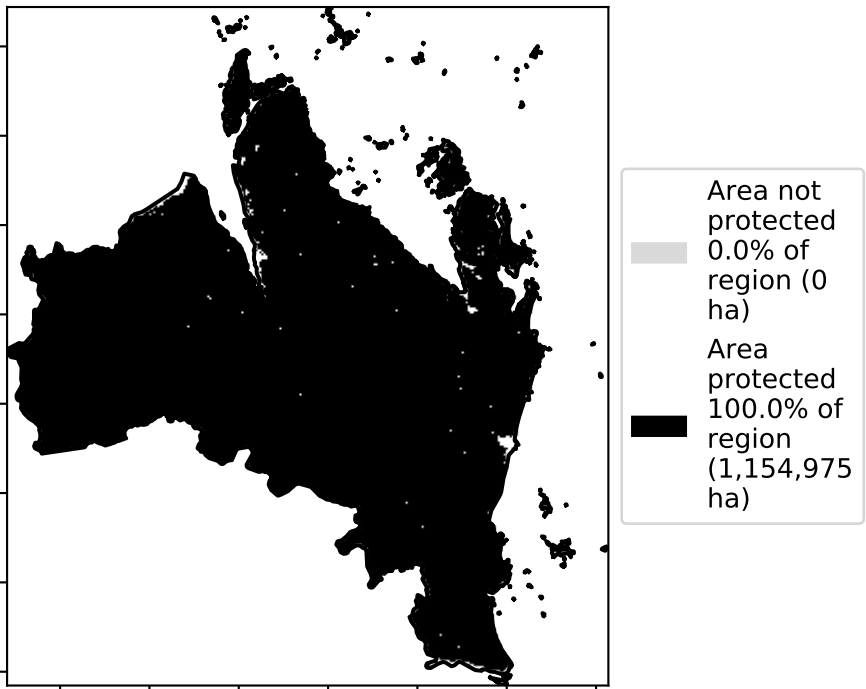 Area not
protected
0.0% of
region (0
ha)
Area
protected
100.0% of
region
(1,154,975
ha)